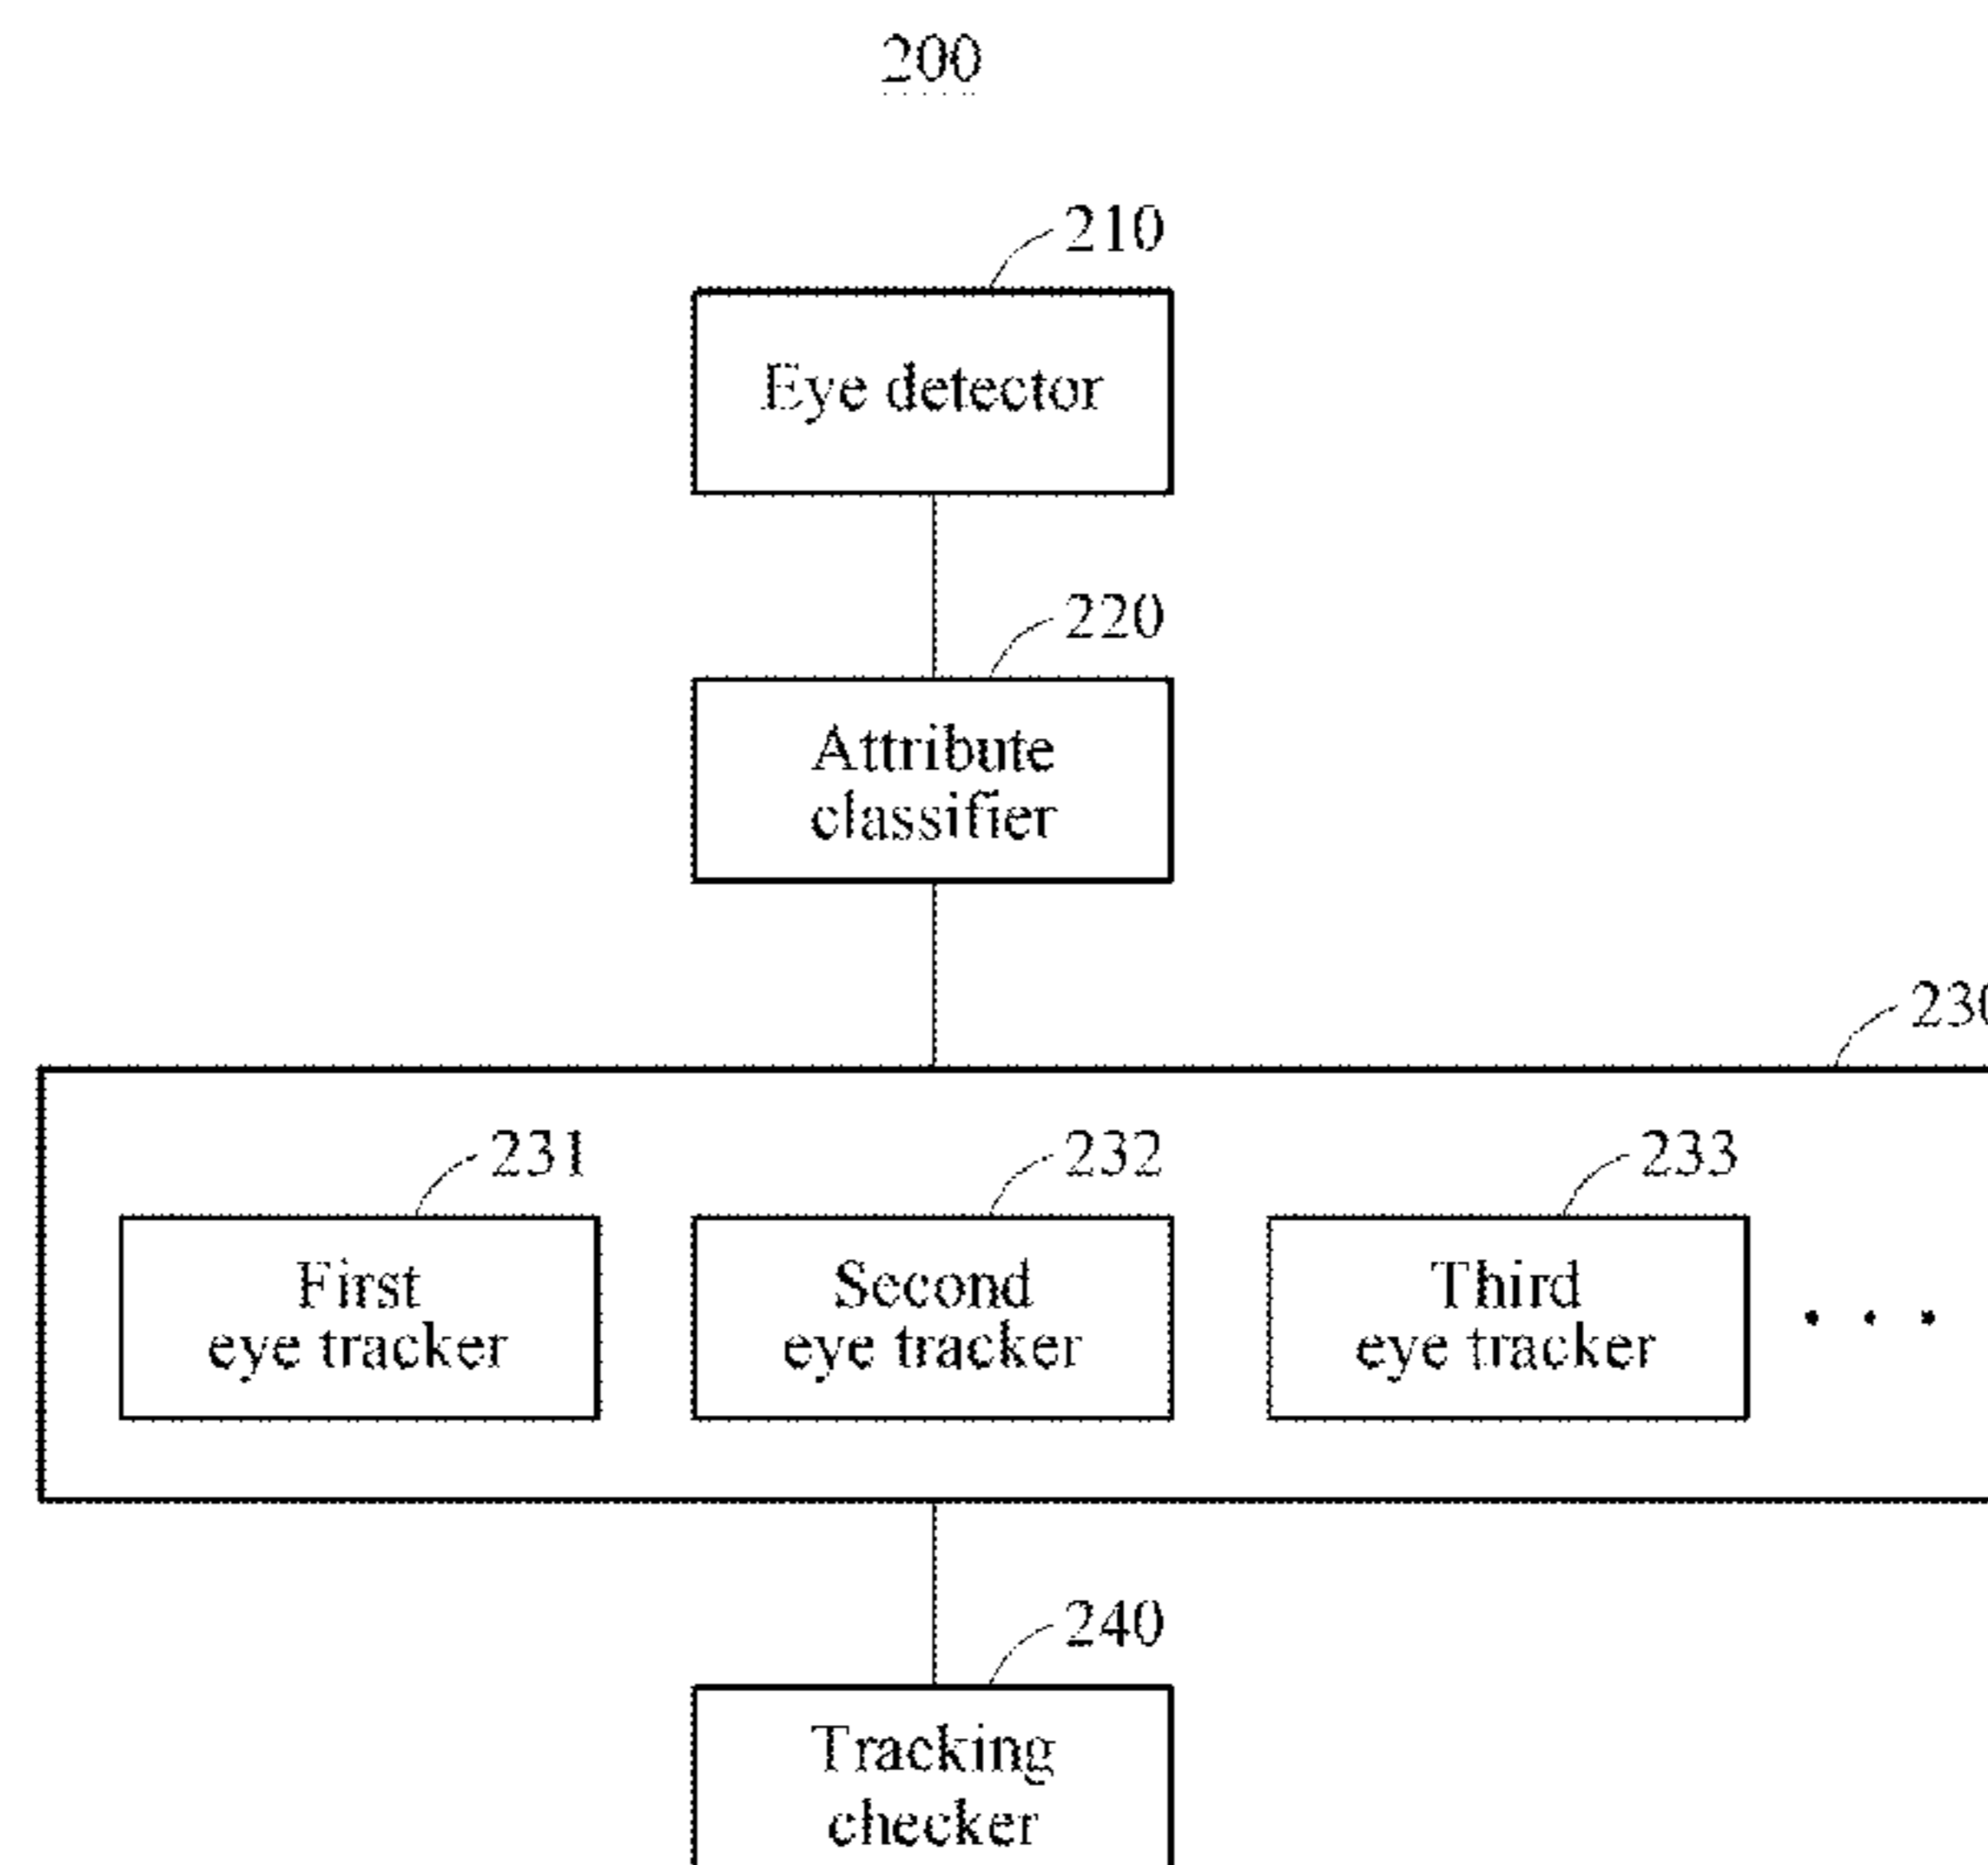 200
210
Eye detector
220
Attribute
classifier
230
231
232
233
First
eye tracker
Second
eye tracker
Third
eye tracker
. . .
240
Tracking
checker